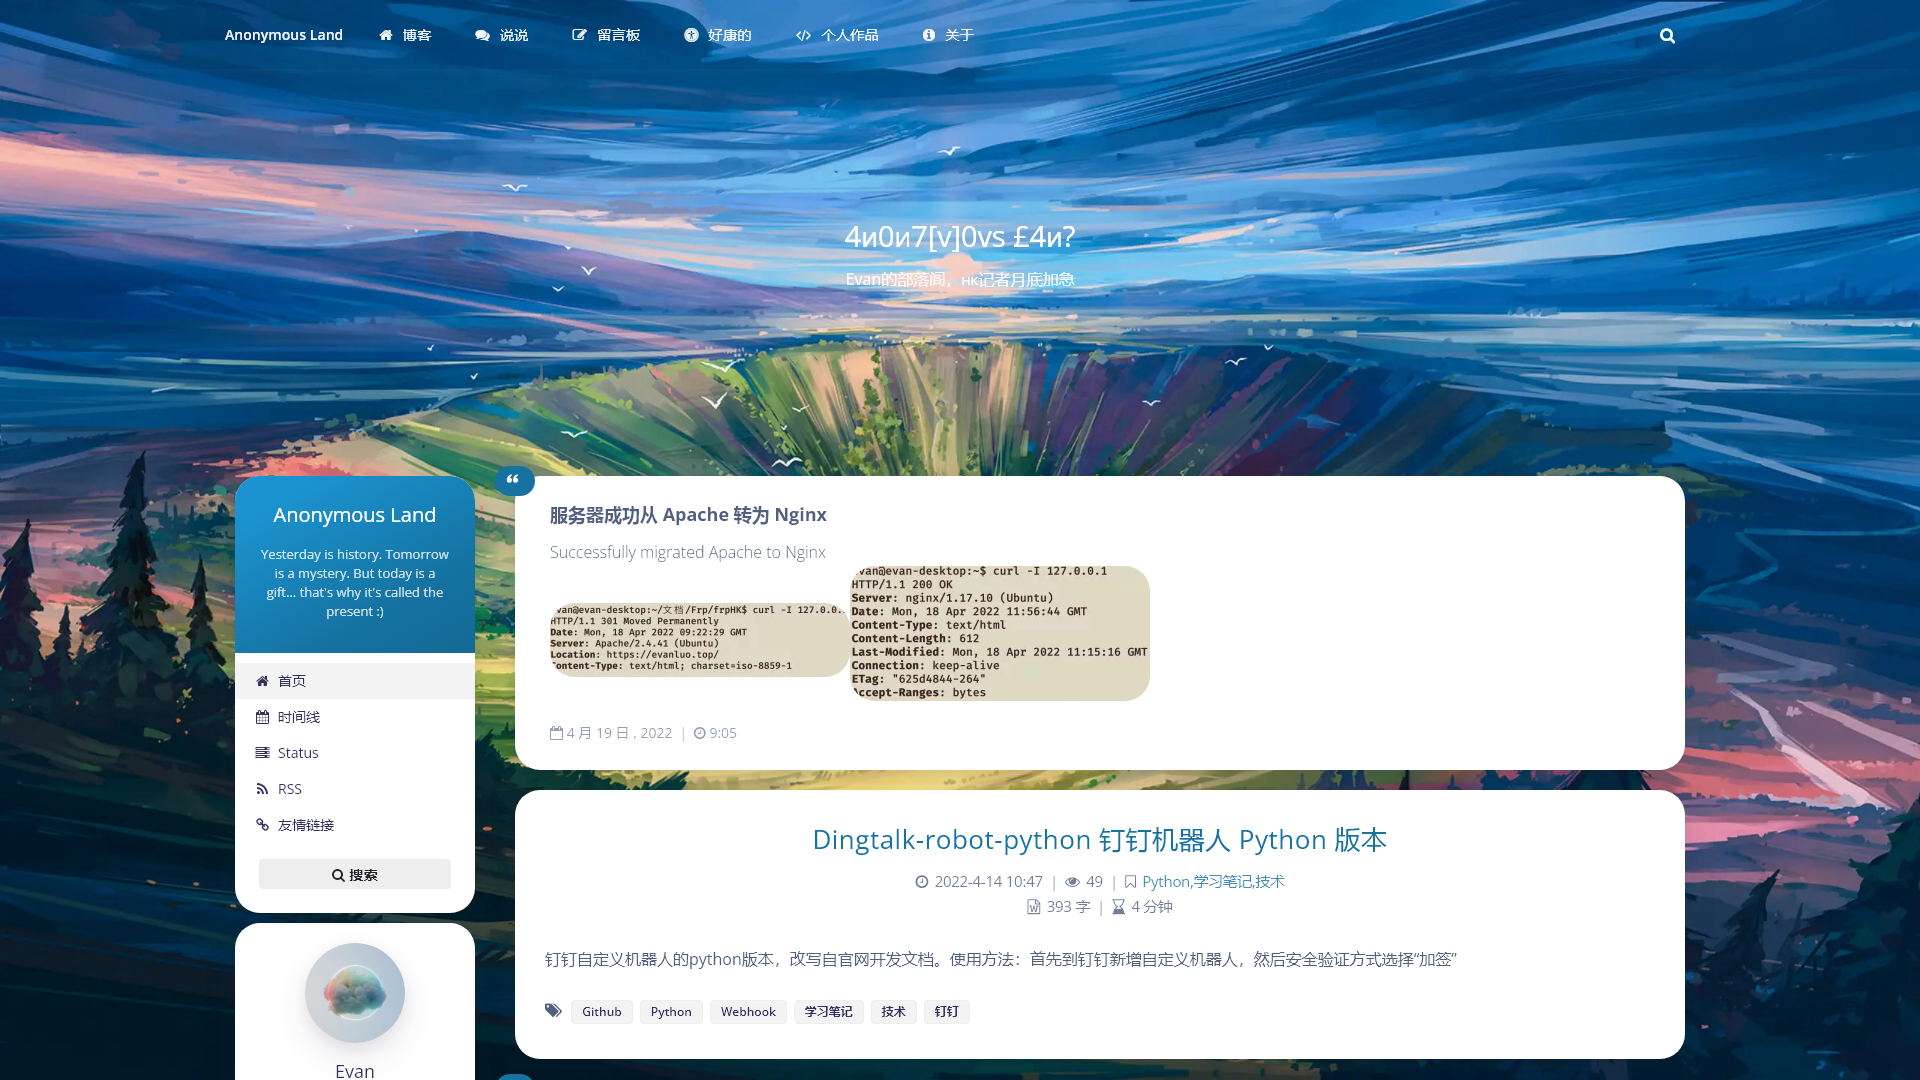 Anonymous Land 博客 说说 留言板 好康的 个人作品 关于
4и0и7[v]0vs £4и?
Evan的部落阁，HK记者月底加急
Anonymous Land
Yesterday is history. Tomorrow
is a mystery. But today is a
gift... that's why it's called the
present :)
首页
时间线
Status
RSS
友情链接
搜索
Evan
服务器成功从 Apache 转为 Nginx
Successfully migrated Apache to Nginx
evan@evan-desktop:~/文档/Frp/frpHK$ curl -I 127.0.0.
HTTP/1.1 301 Moved Permanently
Date: Mon, 18 Apr 2022 09:22:29 GMT
Server: Apache/2.4.41 (Ubuntu)
Location: https://evanluo.top/
Content-Type: text/html; charset=iso-8859-1
evan@evan-desktop:~$ curl -I 127.0.0.1
HTTP/1.1 200 OK
Server: nginx/1.17.10 (Ubuntu)
Date: Mon, 18 Apr 2022 11:56:44 GMT
Content-Type: text/html
Content-Length: 612
Last-Modified: Mon, 18 Apr 2022 11:15:16 GMT
Connection: keep-alive
ETag: "625d4844-264"
Accept-Ranges: bytes
4 月 19 日 , 2022 | 9:05
Dingtalk-robot-python 钉钉机器人 Python 版本
2022-4-14 10:47 | 49 | Python,学习笔记,技术
393 字 | 4 分钟
钉钉自定义机器人的python版本，改写自官网开发文档。使用方法：首先到钉钉新增自定义机器人，然后安全验证方式选择“加签”
Github Python Webhook 学习笔记 技术 钉钉